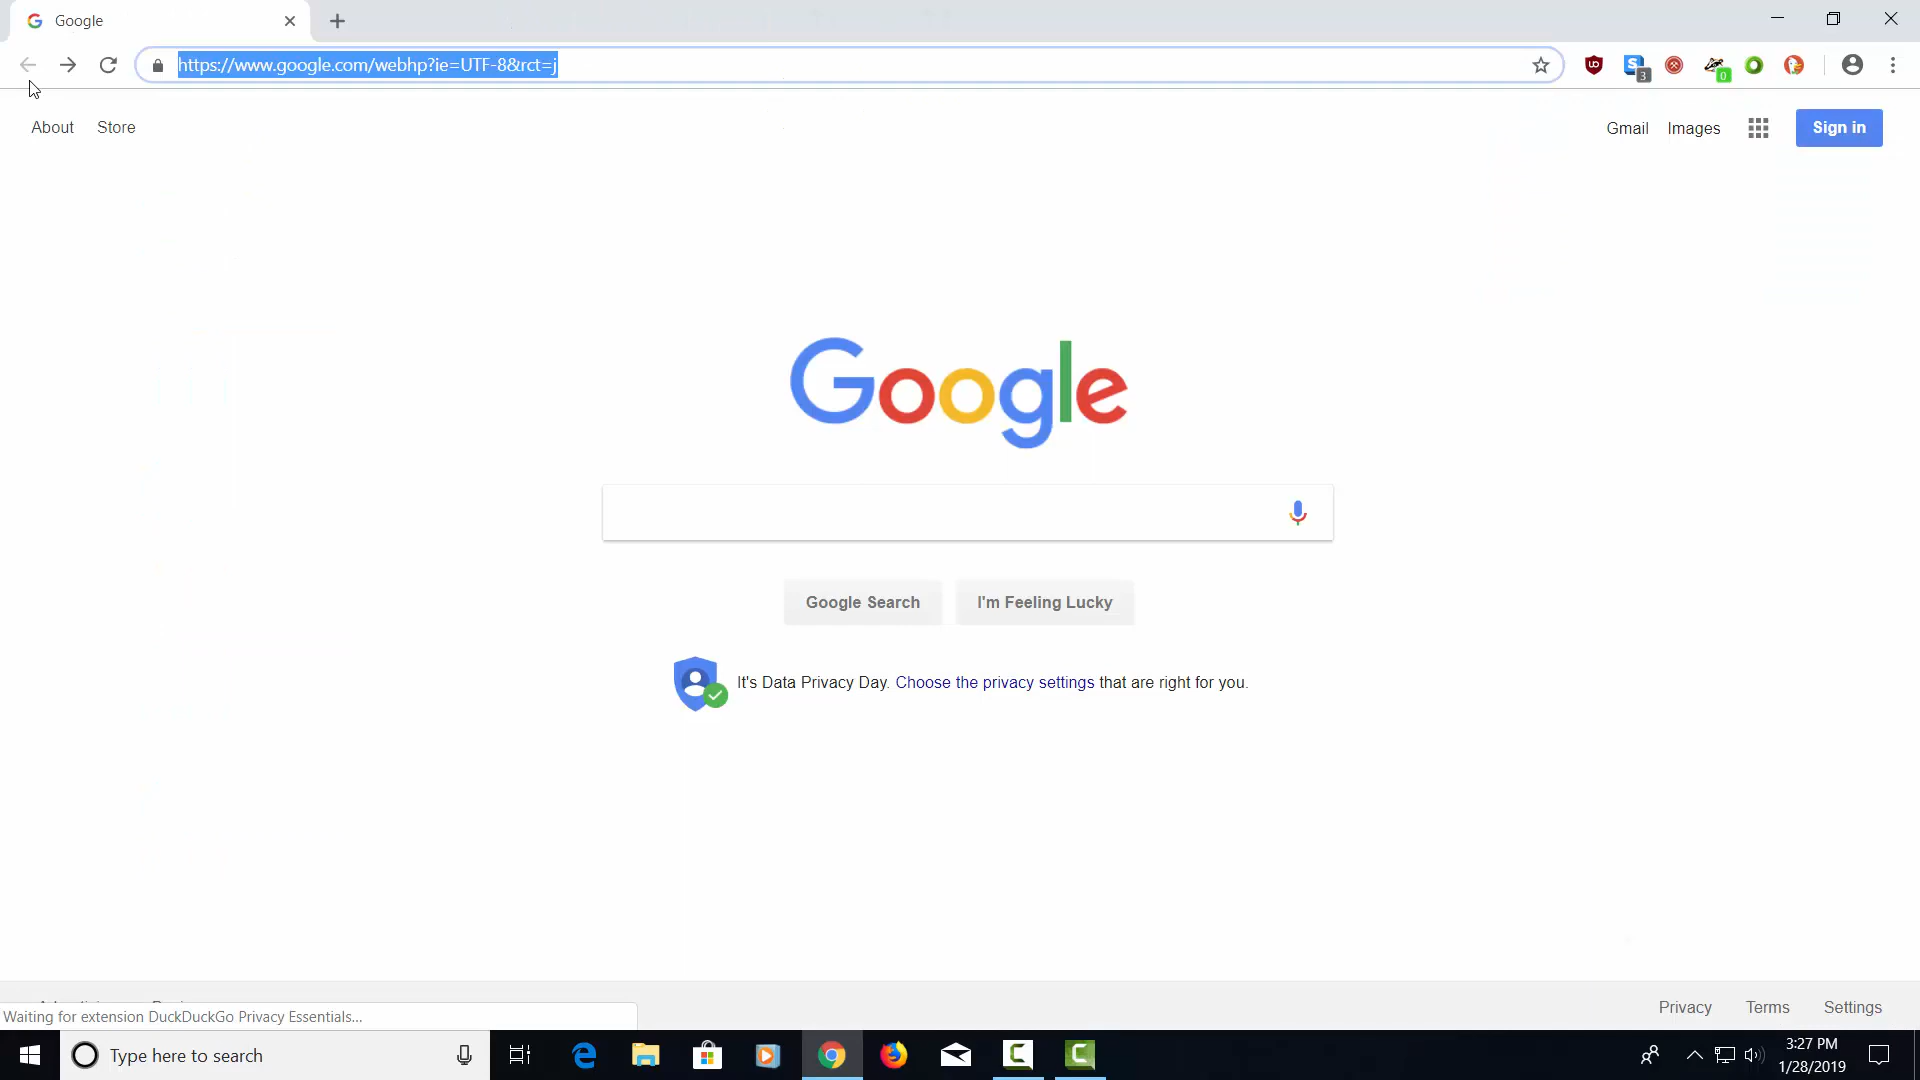 Google
https://www.google.com/webhp?ie=UTF-8&rct=j
3
0
About Store
Gmail Images Sign in
Google
Google Search I'm Feeling Lucky
It's Data Privacy Day. Choose the privacy settings that are right for you.
Privacy Terms Settings
Waiting for extension DuckDuckGo Privacy Essentials...
Type here to search
3:27 PM
1/28/2019